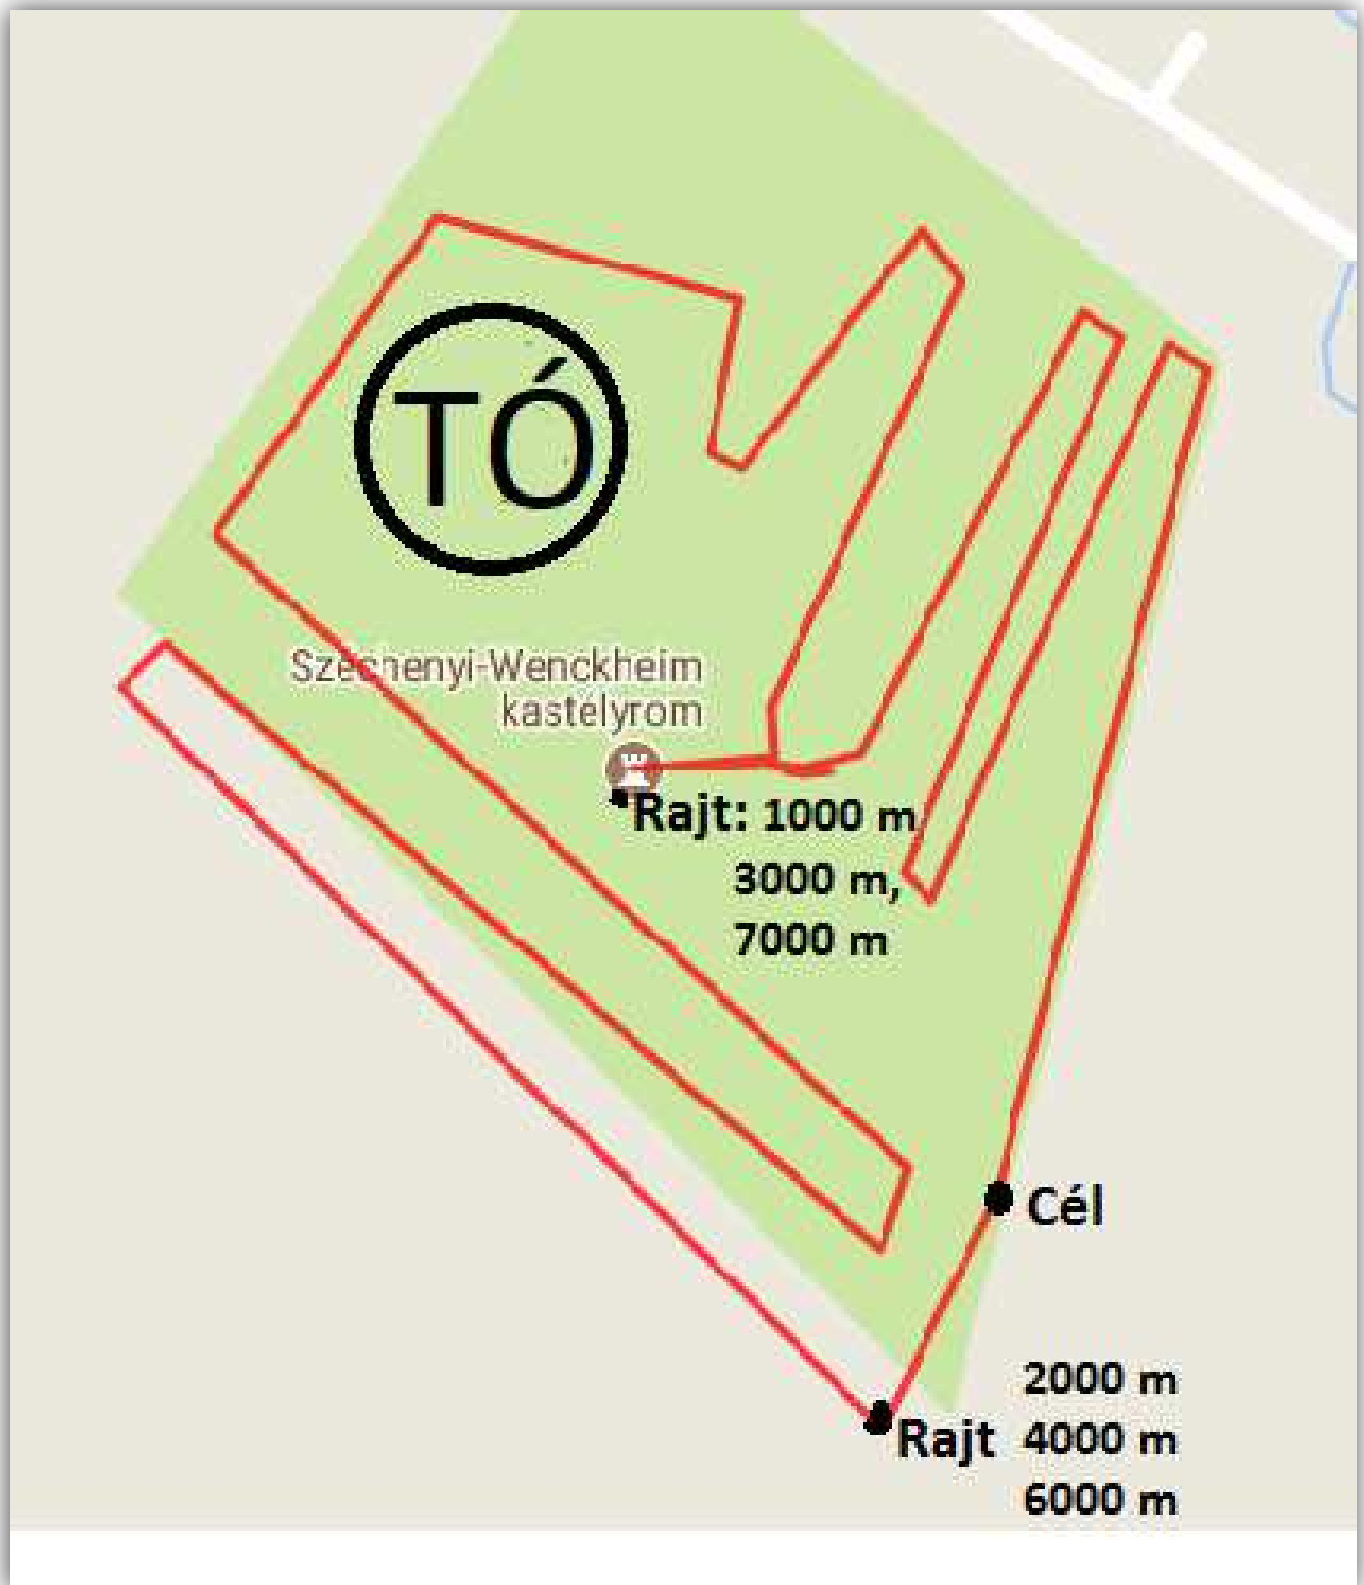 TÓ
Széchenyi-Wenckheim
kastélyrom
Rajt: 1000 m
3000 m,
7000 m
Cél
2000 m
Rajt 4000 m
6000 m